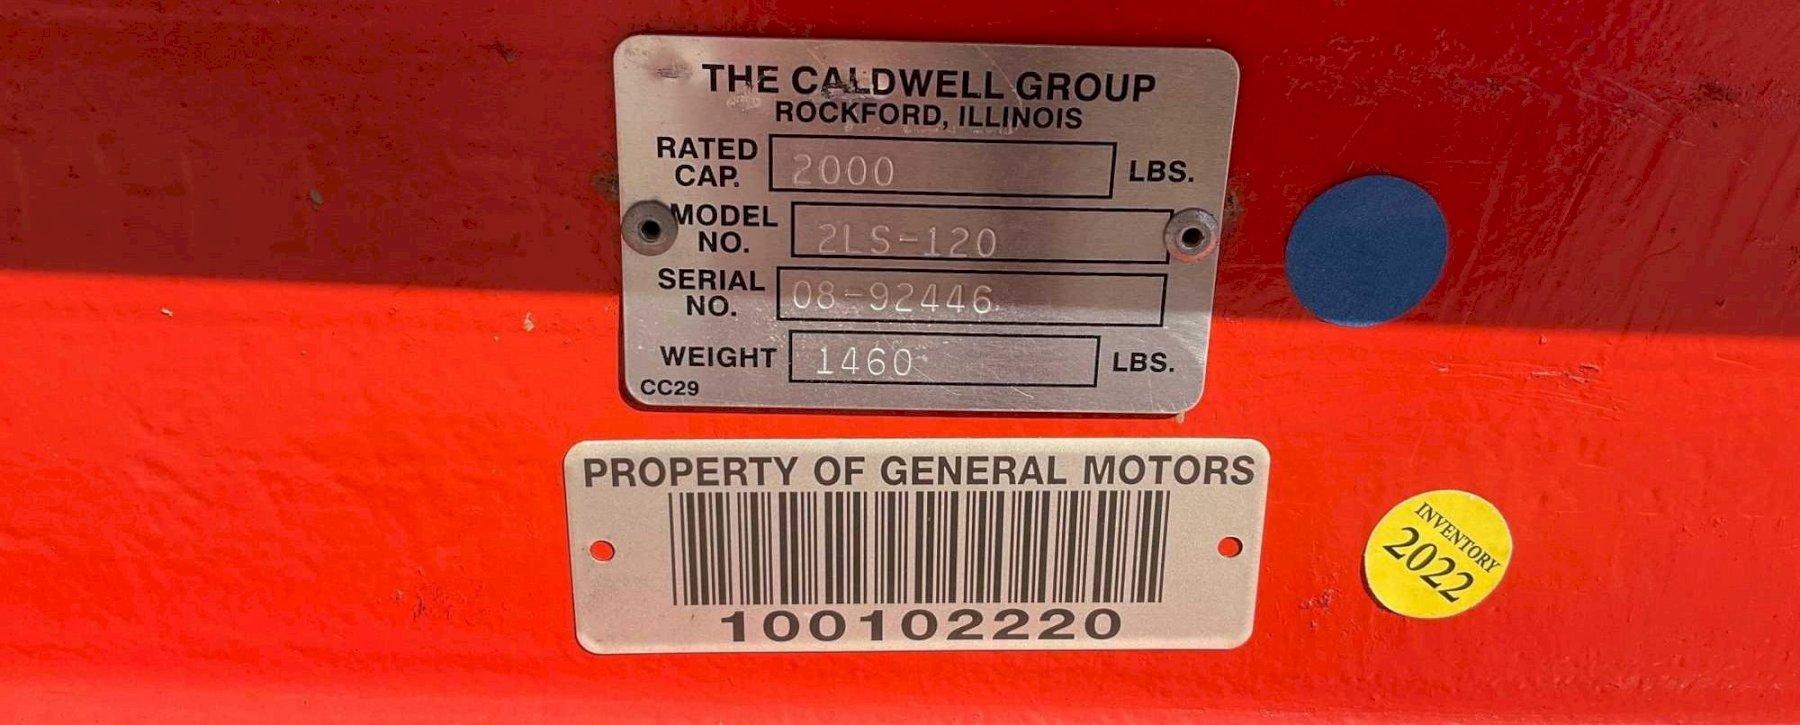 THE CALDWELL GROUP
ROCKFORD, ILLINOIS
RATED CAP. 2000 LBS.
MODEL NO. 2LS-120
SERIAL NO. 08-92446
WEIGHT 1460 LBS.
CC29
PROPERTY OF GENERAL MOTORS
100102220
INVENTORY
2022